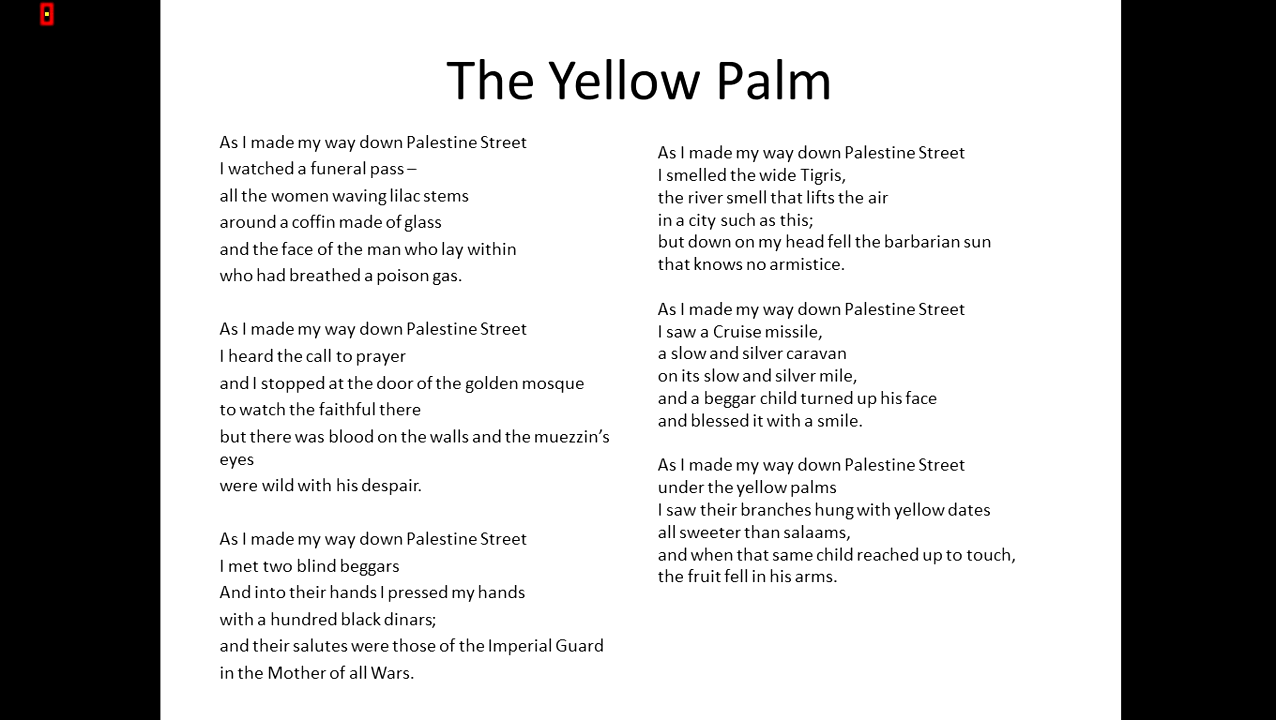 The Yellow Palm
As I made my way down Palestine Street
I watched a funeral pass –
all the women waving lilac stems
around a coffin made of glass
and the face of the man who lay within
who had breathed a poison gas.
As I made my way down Palestine Street
I heard the call to prayer
and I stopped at the door of the golden mosque
to watch the faithful there
but there was blood on the walls and the muezzin’s
eyes
were wild with his despair.
As I made my way down Palestine Street
I met two blind beggars
And into their hands I pressed my hands
with a hundred black dinars;
and their salutes were those of the Imperial Guard
in the Mother of all Wars.
As I made my way down Palestine Street
I smelled the wide Tigris,
the river smell that lifts the air
in a city such as this;
but down on my head fell the barbarian sun
that knows no armistice.
As I made my way down Palestine Street
I saw a Cruise missile,
a slow and silver caravan
on its slow and silver mile,
and a beggar child turned up his face
and blessed it with a smile.
As I made my way down Palestine Street
under the yellow palms
I saw their branches hung with yellow dates
all sweeter than salaams,
and when that same child reached up to touch,
the fruit fell in his arms.